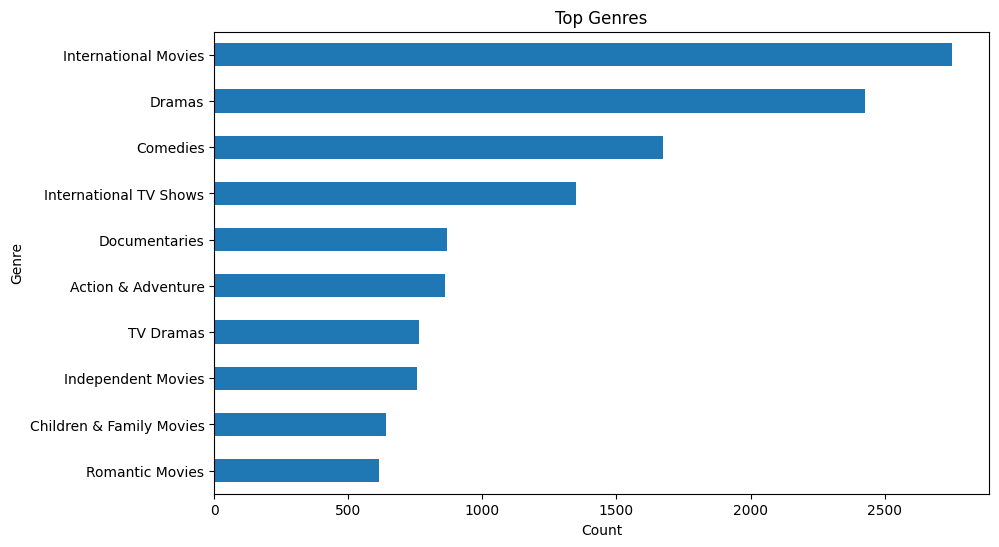 Top Genres
Genre
International Movies
Dramas
Comedies
International TV Shows
Documentaries
Action & Adventure
TV Dramas
Independent Movies
Children & Family Movies
Romantic Movies
0 500 1000 1500 2000 2500
Count